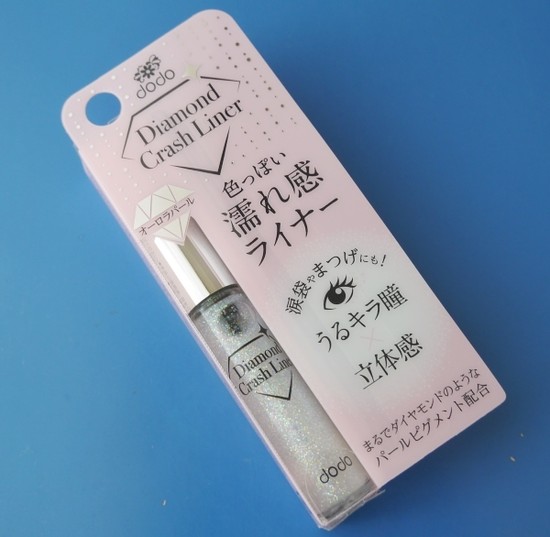 dodo
Diamond
Crash Liner
オーロラパール
色っぽい
濡れ感
ライナー
涙袋やまつげにも!
うるキラ瞳
×
立体感
まるでダイヤモンドのような
パールピグメント配合
Diamond
Crash Liner
dodo